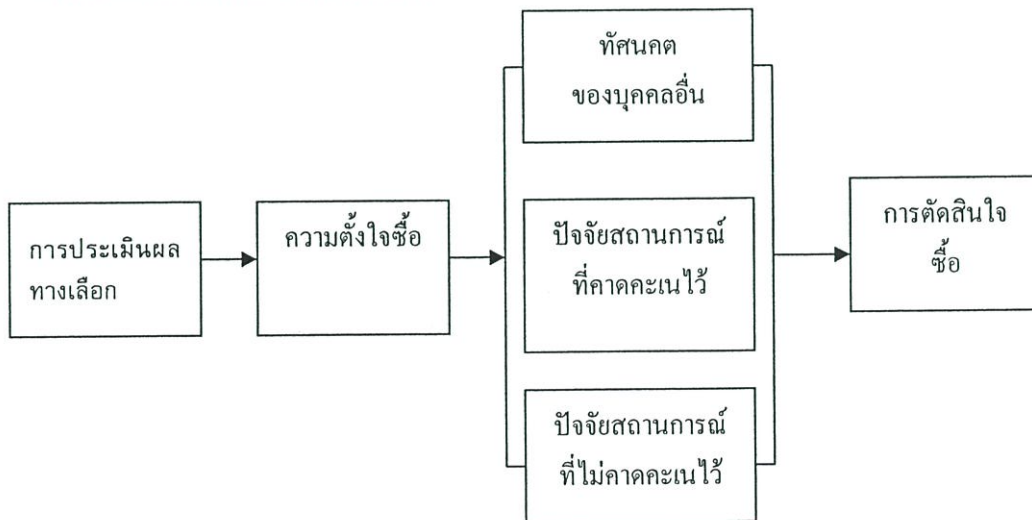 การประเมินผล
ทางเลือก
ความตั้งใจซื้อ
ทัศนคต
ของบุคคลอื่น
ปัจจัยสถานการณ์
ที่คาดคะเนไว้
ปัจจัยสถานการณ์
ที่ไม่คาดคะเนไว้
การตัดสินใจ
ซื้อ